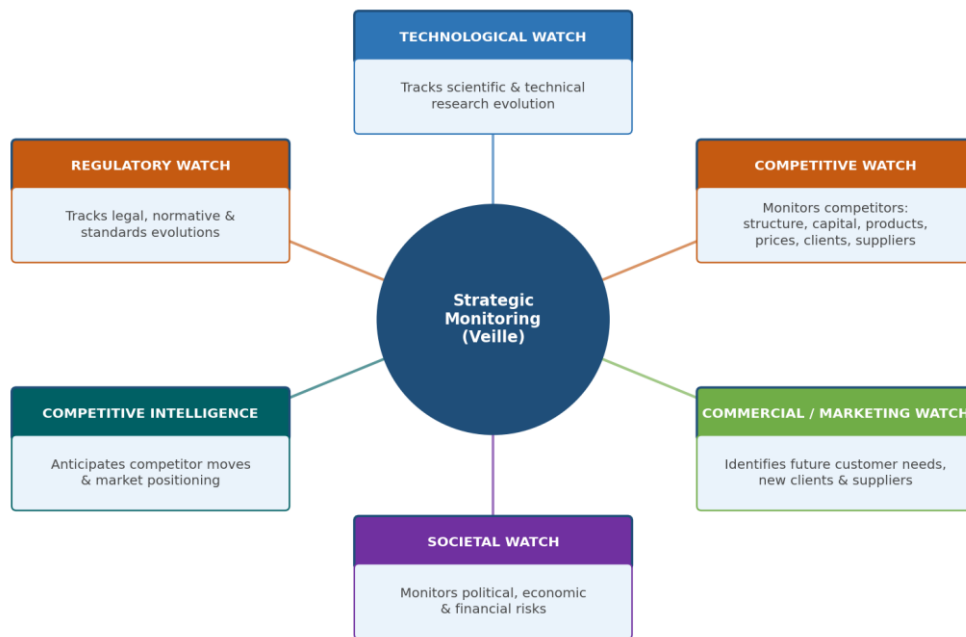 TECHNOLOGICAL WATCH
Tracks scientific & technical
research evolution
REGULATORY WATCH
Tracks legal, normative &
standards evolutions
COMPETITIVE WATCH
Monitors competitors:
structure, capital, products,
prices, clients, suppliers
Strategic
Monitoring
(Veille)
COMPETITIVE INTELLIGENCE
Anticipates competitor moves
& market positioning
COMMERCIAL / MARKETING WATCH
Identifies future customer needs,
new clients & suppliers
SOCIETAL WATCH
Monitors political, economic
& financial risks